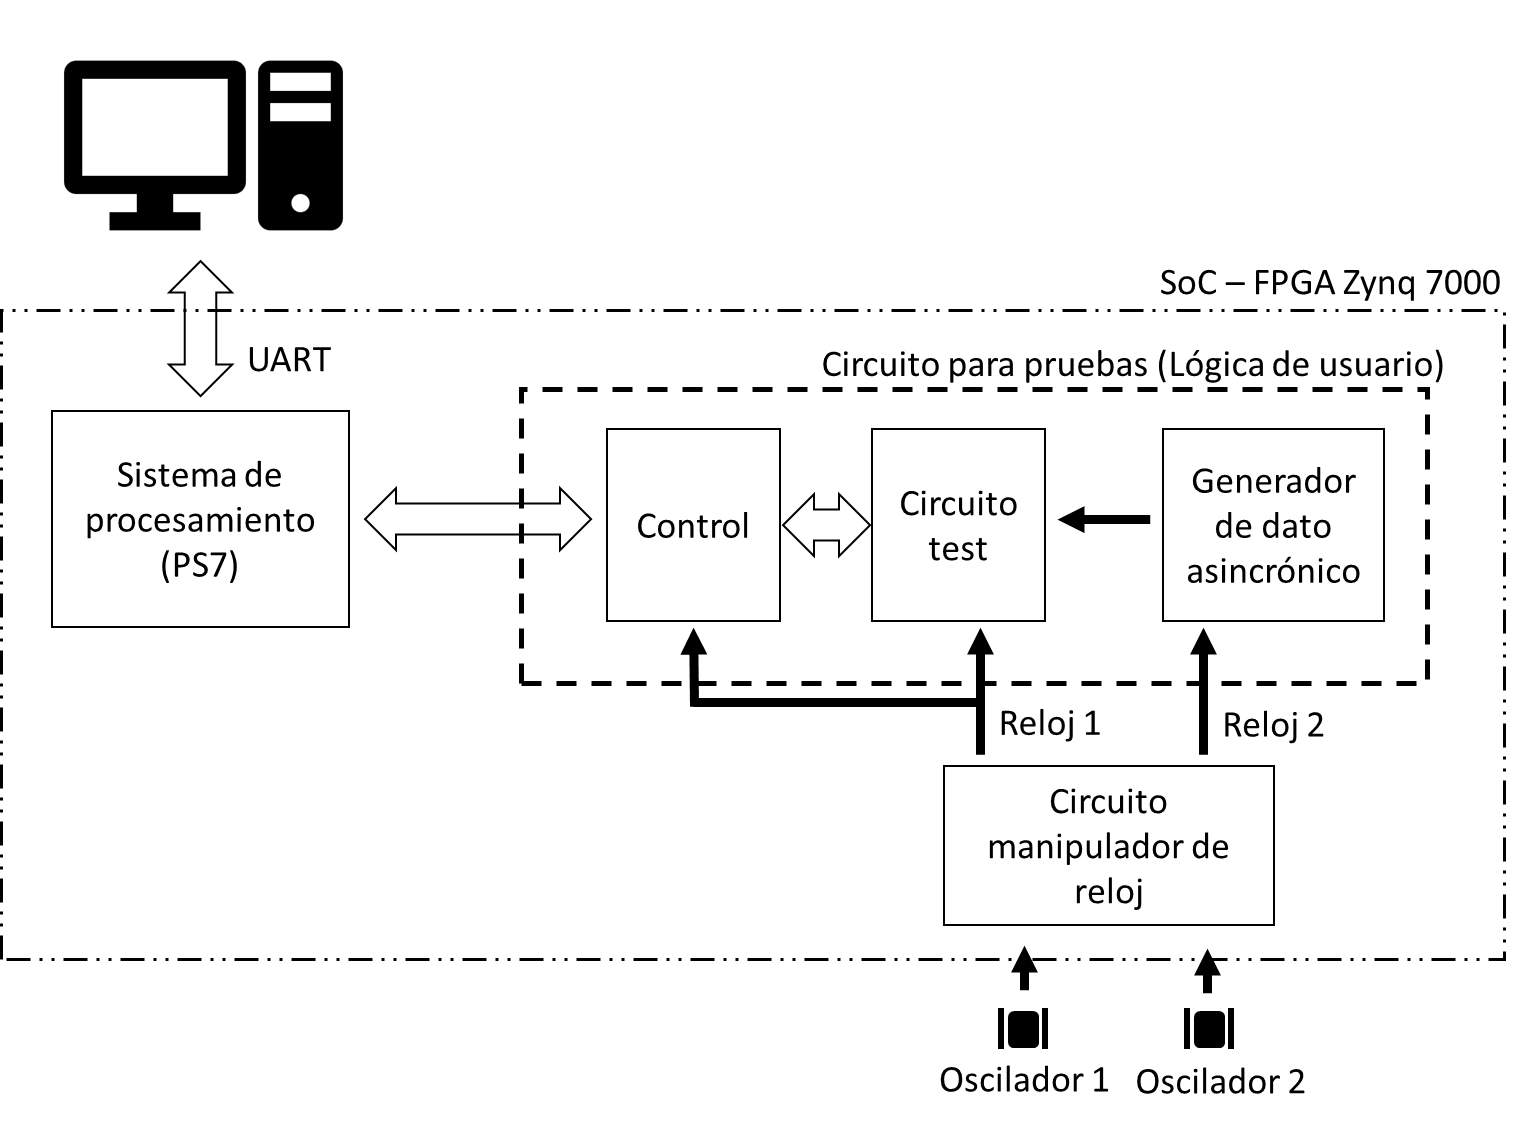 SoC – FPGA Zynq 7000
UART
Circuito para pruebas (Lógica de usuario)
Sistema de
procesamiento
(PS7)
Control
Circuito
test
Generador
de dato
asincrónico
Reloj 1
Reloj 2
Circuito
manipulador de
reloj
Oscilador 1
Oscilador 2